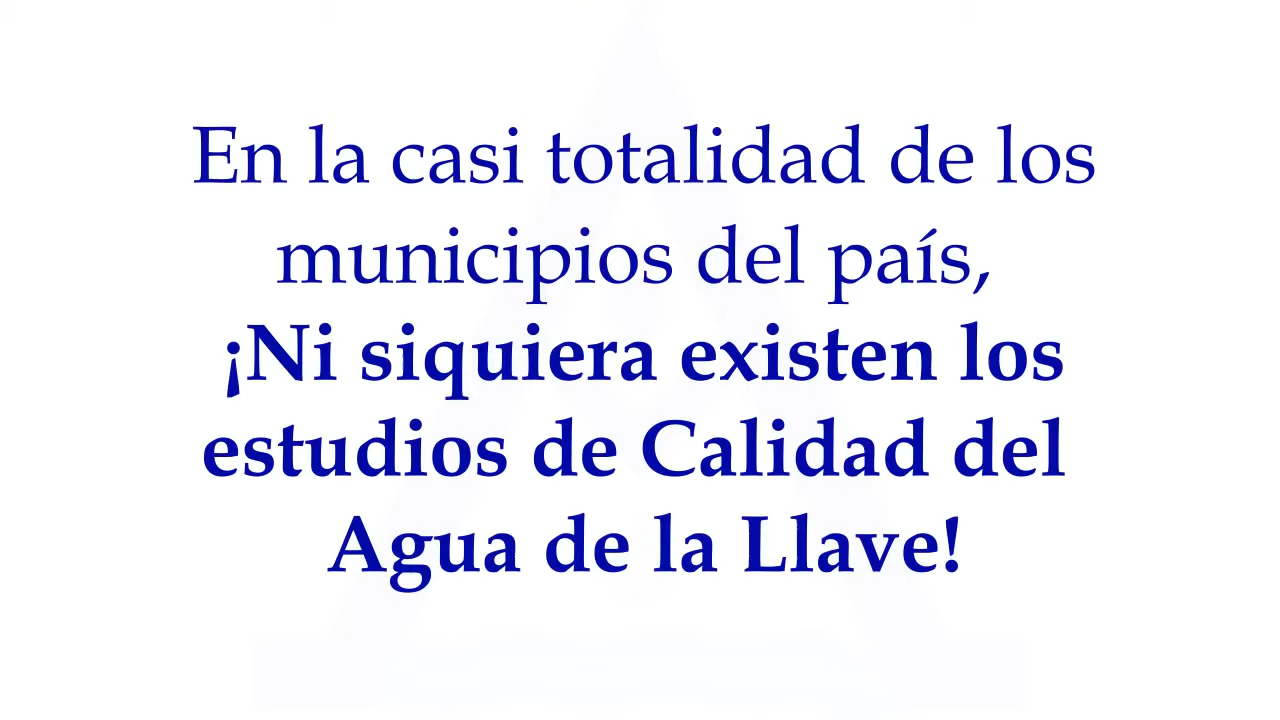 En la casi totalidad de los
municipios del país,
¡Ni siquiera existen los
estudios de Calidad del
Agua de la Llave!